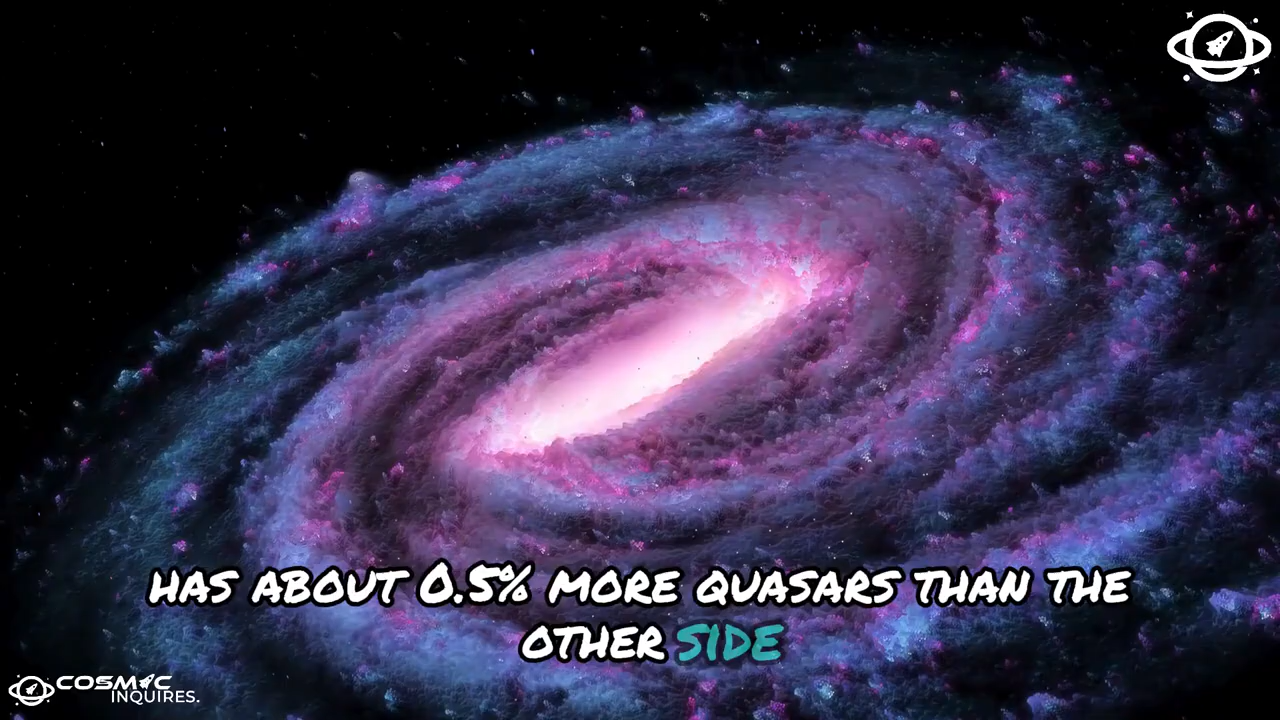 HAS ABOUT 0.5% MORE QUASARS THAN THE
OTHER SIDE
COSMIC
INQUIRES.